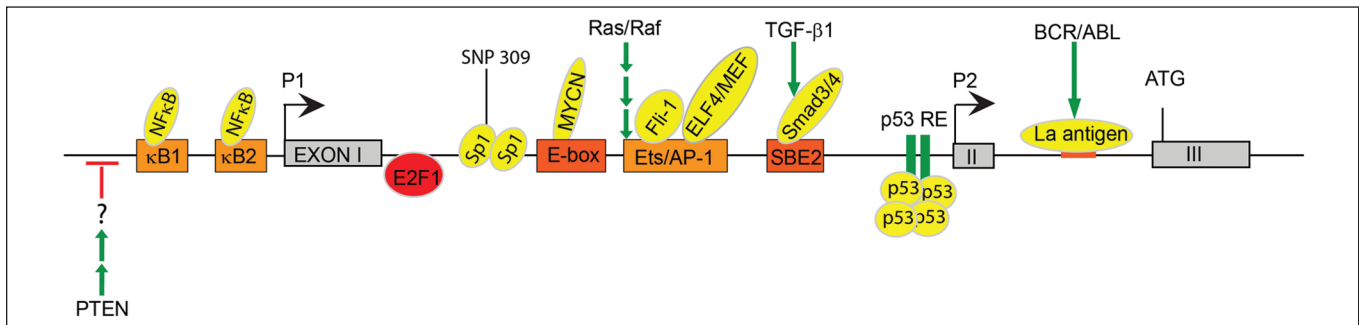 Ras/Raf
TGF-β1
BCR/ABL
SNP 309
P1
P2
ATG
NFκB
NFκB
MYCN
Fli-1
ELF4/MEF
Smad3/4
p53 RE
La antigen
Sp1
Sp1
κB1
κB2
EXON I
E2F1
E-box
Ets/AP-1
SBE2
II
III
p53
p53
p53
p53
?
PTEN